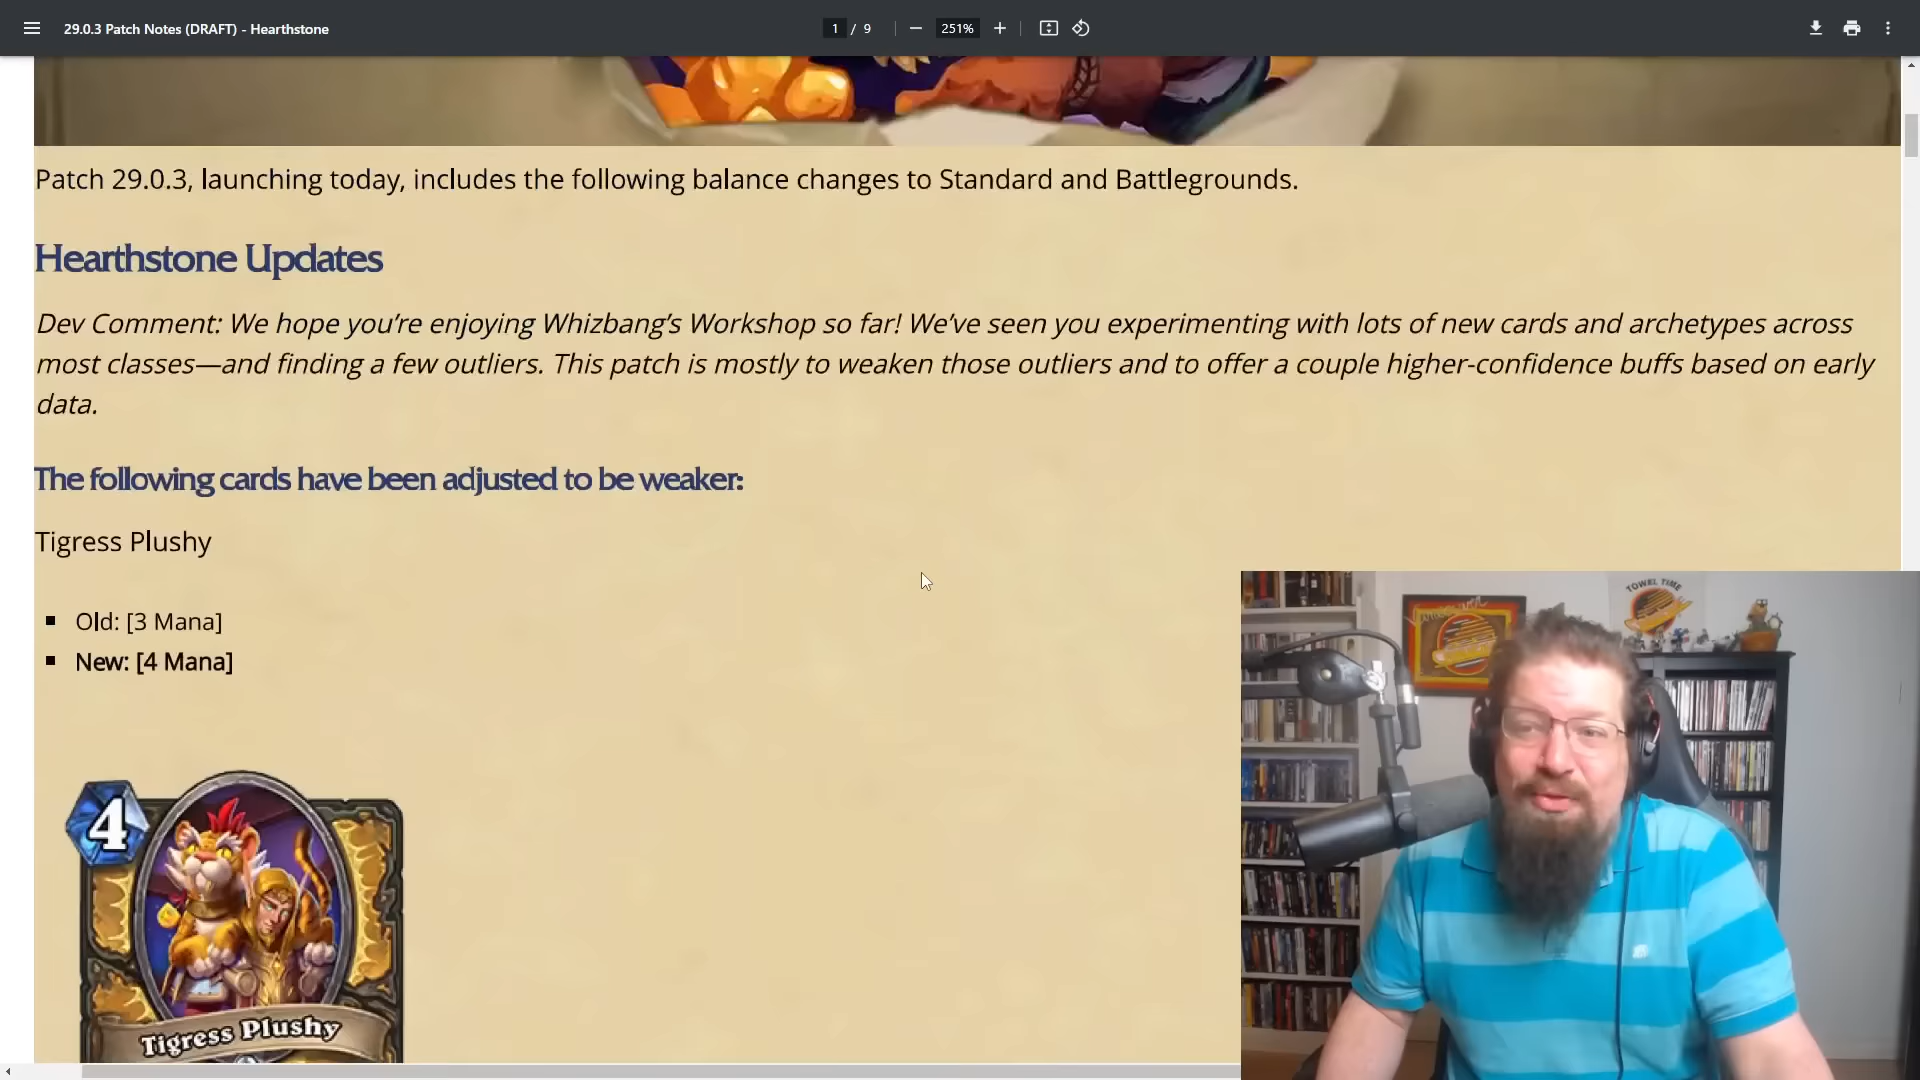 29.0.3 Patch Notes (DRAFT) - Hearthstone
1 / 9
251%
Patch 29.0.3, launching today, includes the following balance changes to Standard and Battlegrounds.
Hearthstone Updates
Dev Comment: We hope you’re enjoying Whizbang’s Workshop so far! We’ve seen you experimenting with lots of new cards and archetypes across
most classes—and finding a few outliers. This patch is mostly to weaken those outliers and to offer a couple higher-confidence buffs based on early
data.
The following cards have been adjusted to be weaker:
Tigress Plushy
Old: [3 Mana]
New: [4 Mana]
4
Tigress Plushy
TOWEL TIME